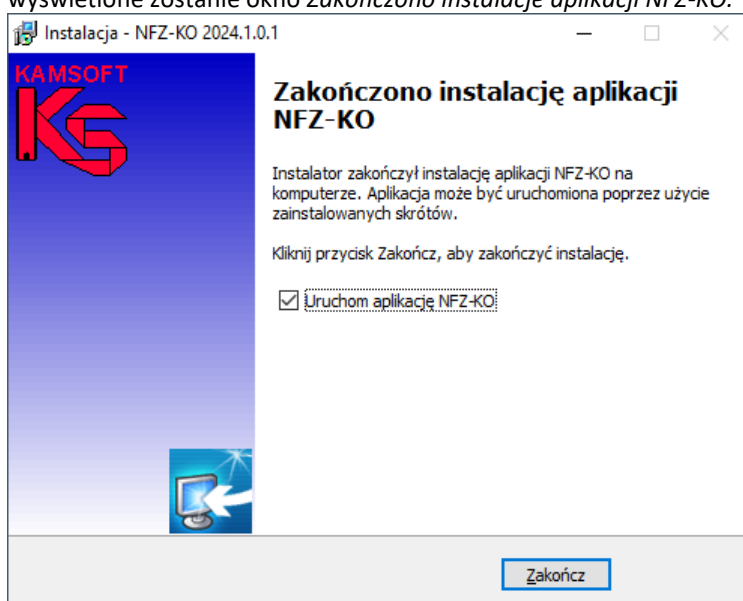 wyświetlone zostanie okno Zakończono instalację aplikacji NFZ-KO.
Instalacja - NFZ-KO 2024.1.0.1
KAMSOFT
KS
Zakończono instalację aplikacji
NFZ-KO
Instalator zakończył instalację aplikacji NFZ-KO na
komputerze. Aplikacja może być uruchomiona poprzez użycie
zainstalowanych skrótów.
Kliknij przycisk Zakończ, aby zakończyć instalację.
Uruchom aplikację NFZ-KO
Zakończ